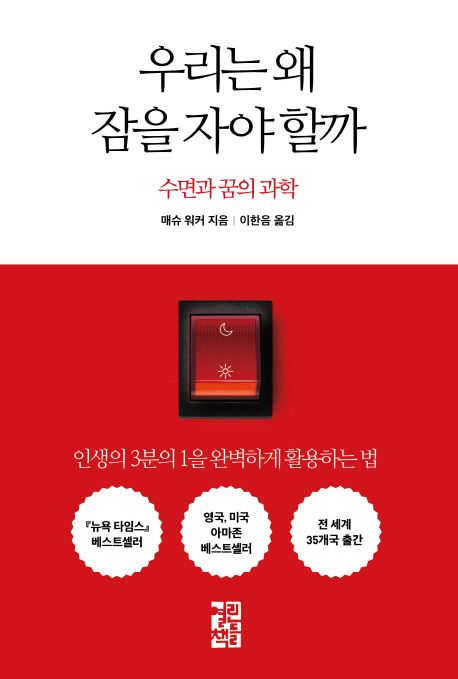 우리는 왜
잠을 자야 할까
수면과 꿈의 과학
매슈 워커 지음 | 이한음 옮김
인생의 3분의 1을 완벽하게 활용하는 법
『뉴욕 타임스』
베스트셀러
영국, 미국
아마존
베스트셀러
전 세계
35개국 출간
열린
책들